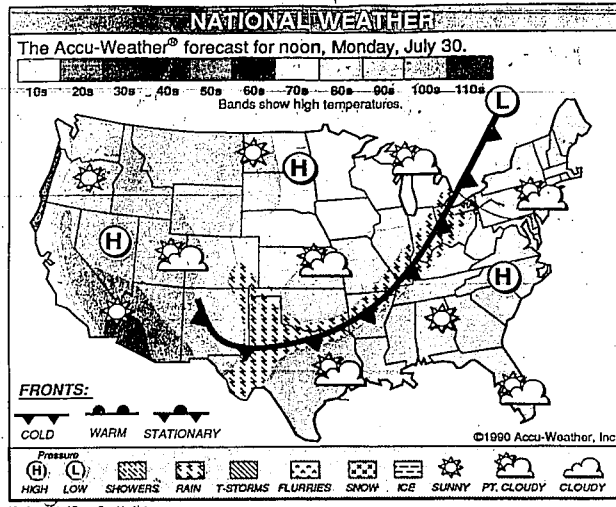 NATIONAL WEATHER
The Accu-Weather® forecast for noon, Monday, July 30.
10s 20s 30s 40s 50s 60s 70s 80s 90s 100s 110s
Bands show high temperatures.
L
H
H
H
FRONTS:
COLD WARM STATIONARY
©1990 Accu-Weather, Inc.
Pressure
H L
HIGH LOW SHOWERS RAIN T-STORMS FLURRIES SNOW ICE SUNNY PT. CLOUDY CLOUDY